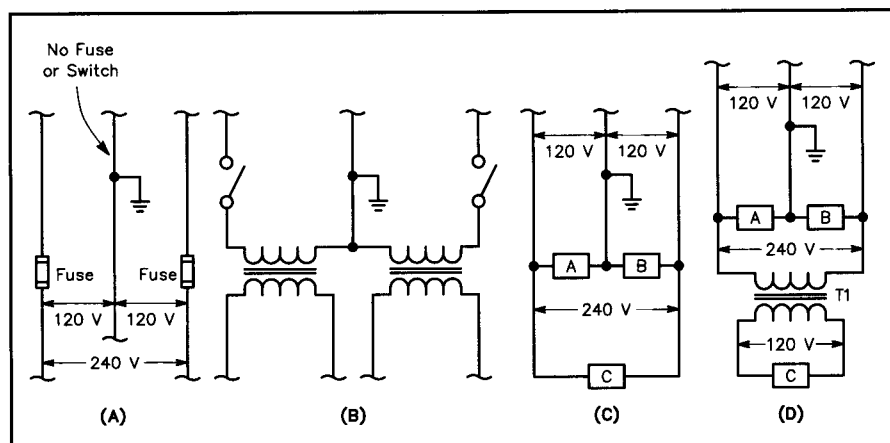 No Fuse
or Switch
Fuse
Fuse
120 V
120 V
240 V
(A)
(B)
120 V
120 V
A
B
240 V
C
(C)
120 V
120 V
A
B
240 V
T1
120 V
C
(D)